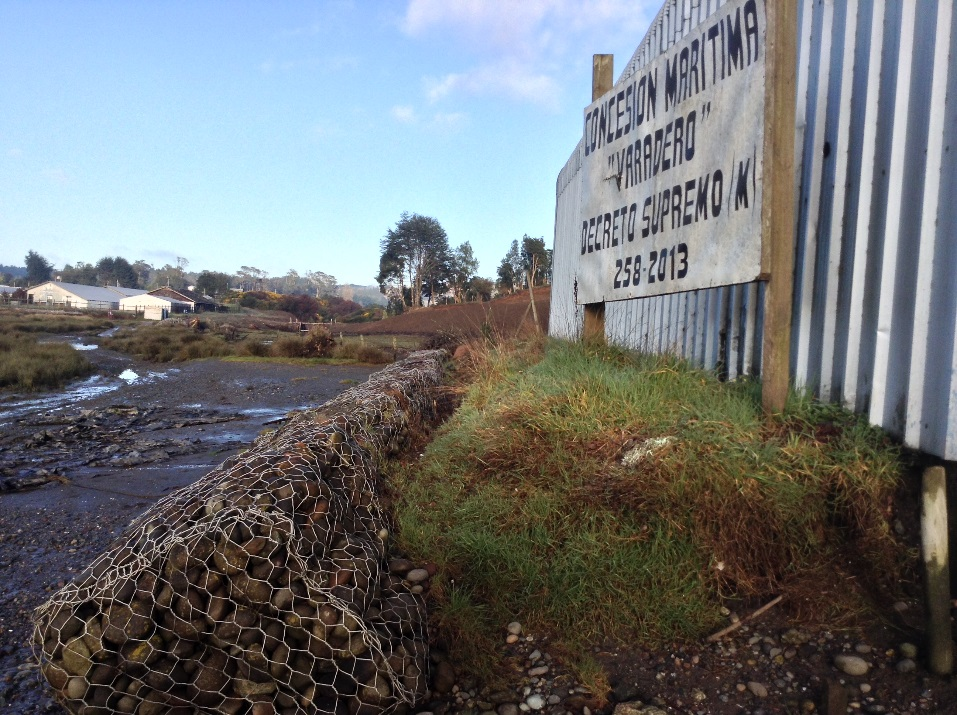 CONCESION MARITIMA
"VARADERO"
DECRETO SUPREMO /M/
258-2013